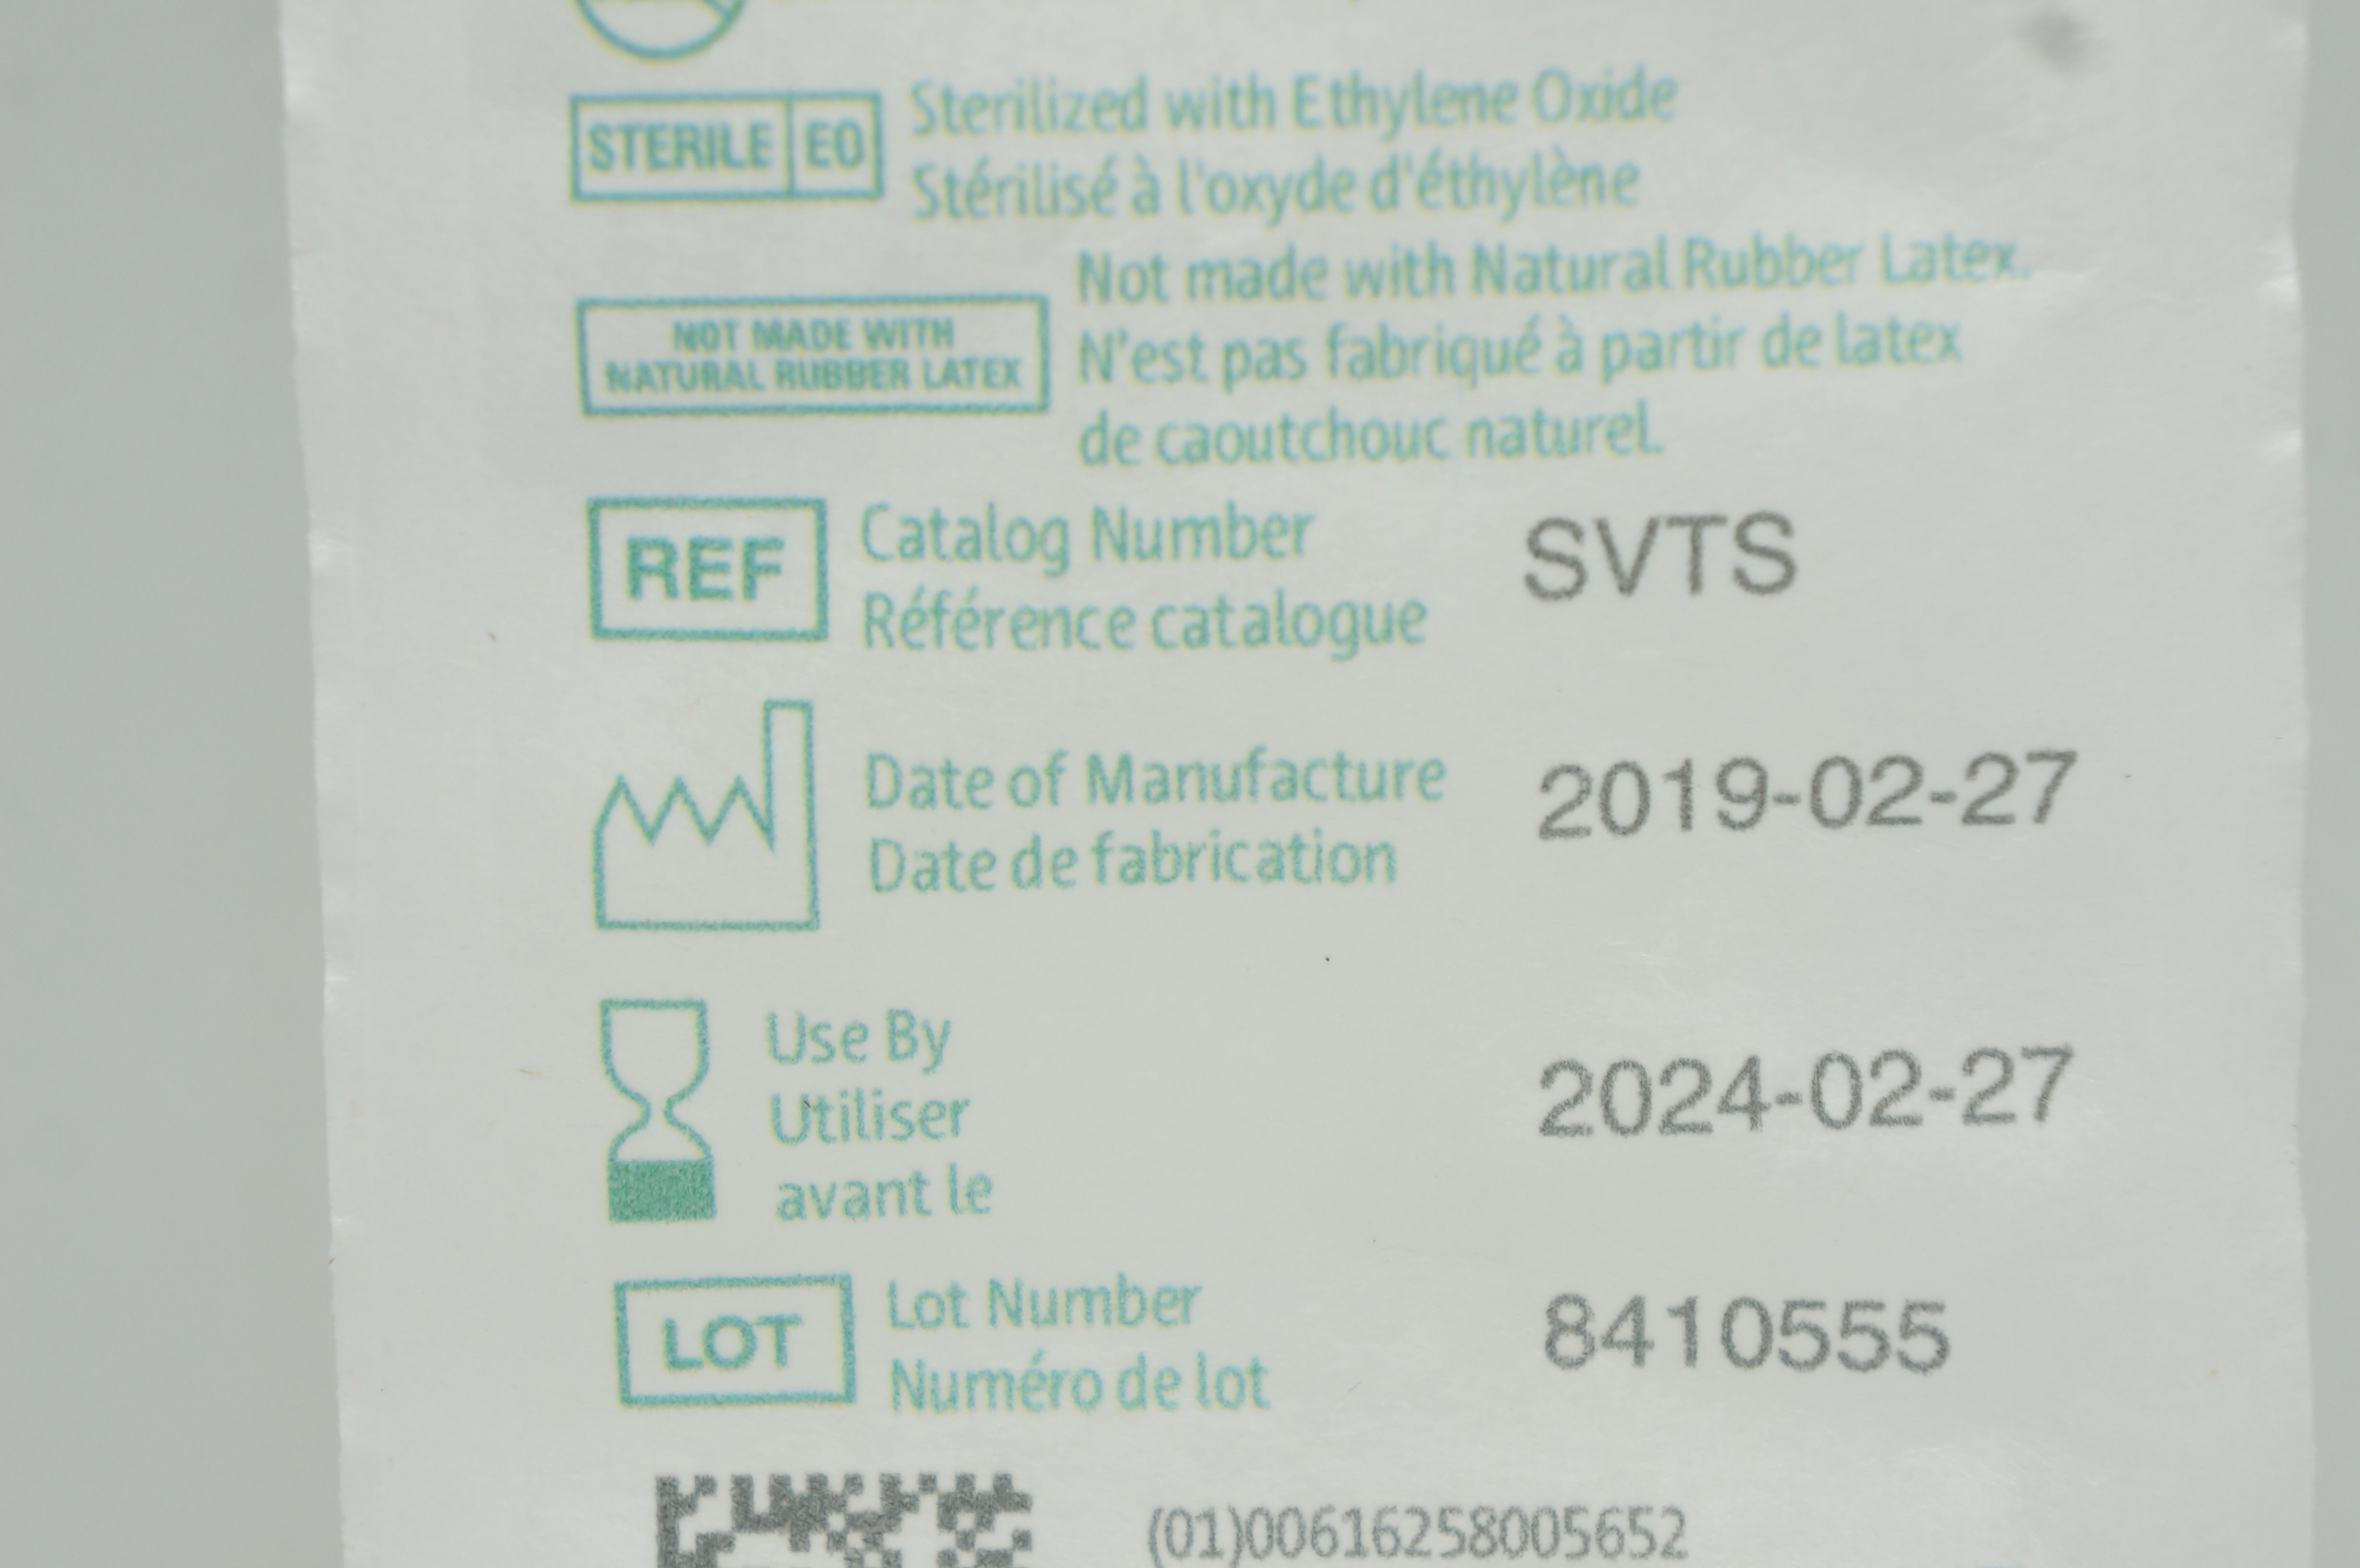 STERILE EO Sterilized with Ethylene Oxide
Stérilisé à l'oxyde d'éthylène
NOT MADE WITH
NATURAL RUBBER LATEX
Not made with Natural Rubber Latex.
N'est pas fabriqué à partir de latex
de caoutchouc naturel.
REF Catalog Number SVTS
Référence catalogue
Date of Manufacture 2019-02-27
Date de fabrication
Use By
Utiliser 2024-02-27
avant le
LOT Lot Number 8410555
Numéro de lot
(01)00616258005652